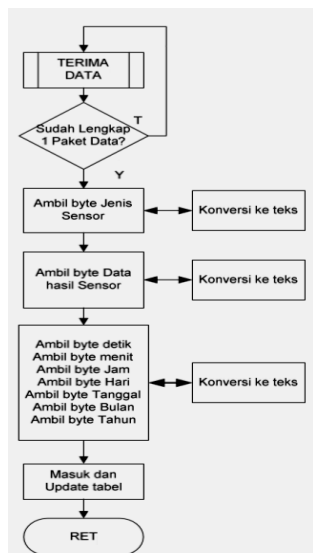 TERIMA
DATA
T
Sudah Lengkap
1 Paket Data?
Y
Ambil byte Jenis
Sensor
Konversi ke teks
Ambil byte Data
hasil Sensor
Konversi ke teks
Ambil byte detik
Ambil byte menit
Ambil byte Jam
Ambil byte Hari
Ambil byte Tanggal
Ambil byte Bulan
Ambil byte Tahun
Konversi ke teks
Masuk dan
Update tabel
RET